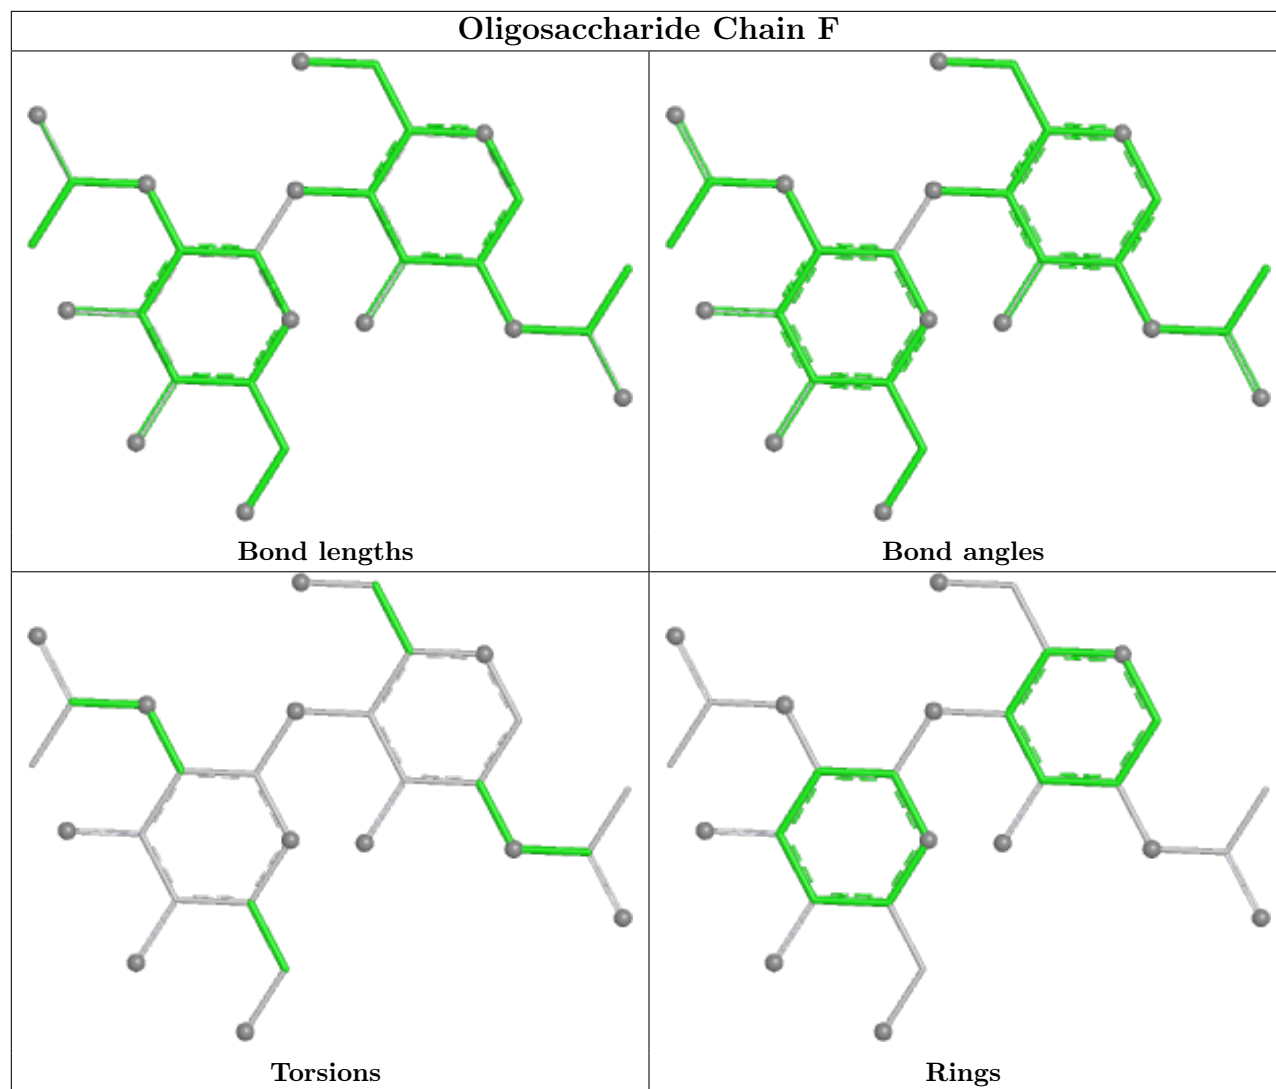 Oligosaccharide Chain F
Bond lengths
Bond angles
Torsions
Rings